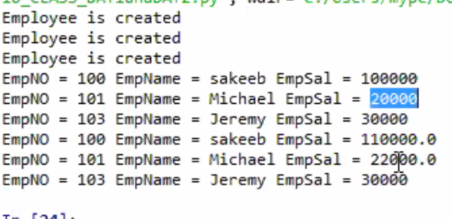 Employee is created
Employee is created
Employee is created
EmpNO = 100 EmpName = sakeeb EmpSal = 100000
EmpNO = 101 EmpName = Michael EmpSal = 20000
EmpNO = 103 EmpName = Jeremy EmpSal = 30000
EmpNO = 100 EmpName = sakeeb EmpSal = 110000.0
EmpNO = 101 EmpName = Michael EmpSal = 22000.0
EmpNO = 103 EmpName = Jeremy EmpSal = 30000